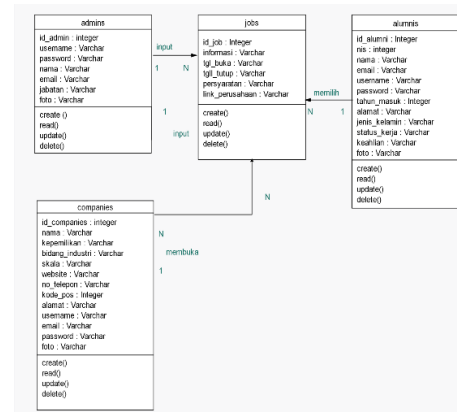 admins
id_admin : integer
username : Varchar
password : Varchar
nama : Varchar
email : Varchar
jabatan : Varchar
foto : Varchar
create ()
read()
update()
delete()
input
1 N
jobs
id_job : Integer
informasi : Varchar
tgl_buka : Varchar
tgll_tutup : Varchar
persyaratan : Varchar
link_perusahaan : Varchar
create()
read()
update()
delete()
1
input
memilih
N 1
alumnis
id_alumni : Integer
nis : integer
nama : Varchar
email : Varchar
username : Varchar
password : Varchar
tahun_masuk : Integer
alamat : Varchar
jenis_kelamin : Varchar
status_kerja : Varchar
keahlian : Varchar
foto : Varchar
create()
read()
update()
delete()
companies
id_companies : integer
nama : Varchar
kepemilikan : Varchar
bidang_industri : Varchar
skala : Varchar
website : Varchar
no_telepon : Varchar
kode_pos : Integer
alamat : Varchar
username : Varchar
email : Varchar
password : Varchar
foto : Varchar
create()
read()
update()
delete()
N
N
membuka
1